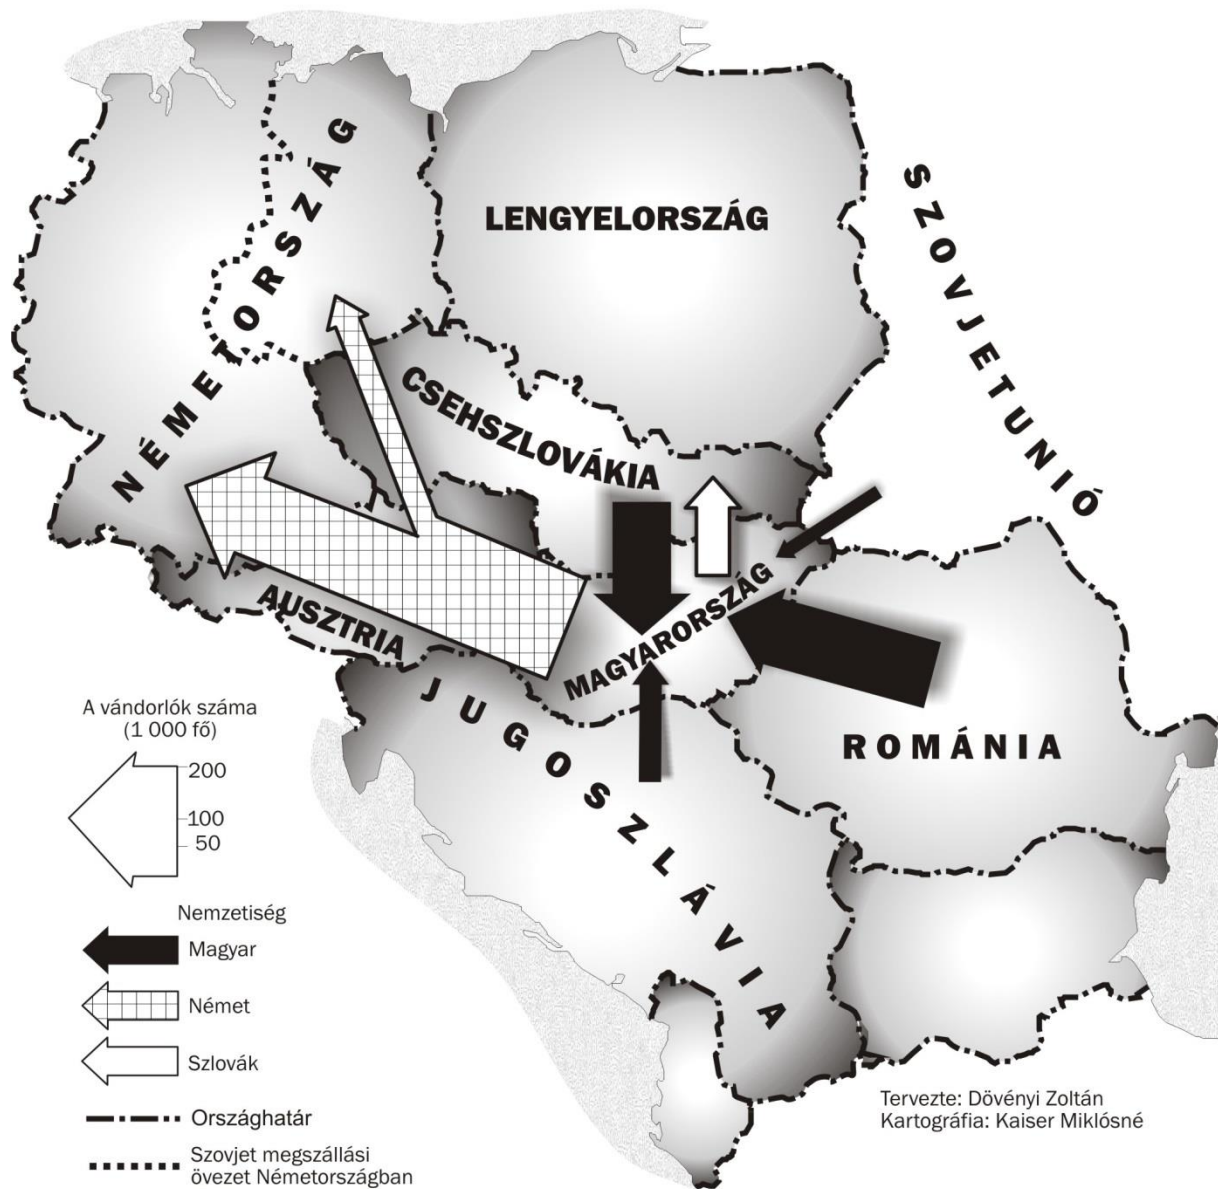 NÉMETORSZÁG
LENGYELORSZÁG
SZOVJETUNIÓ
CSEHSZLOVÁKIA
AUSZTRIA
MAGYARORSZÁG
JUGOSZLÁVIA
ROMÁNIA
A vándorlók száma
(1 000 fő)
200
100
50
Nemzetiség
Magyar
Német
Szlovák
Országhatár
Szovjet megszállási
övezet Németországban
Tervezte: Dövényi Zoltán
Kartográfia: Kaiser Miklósné